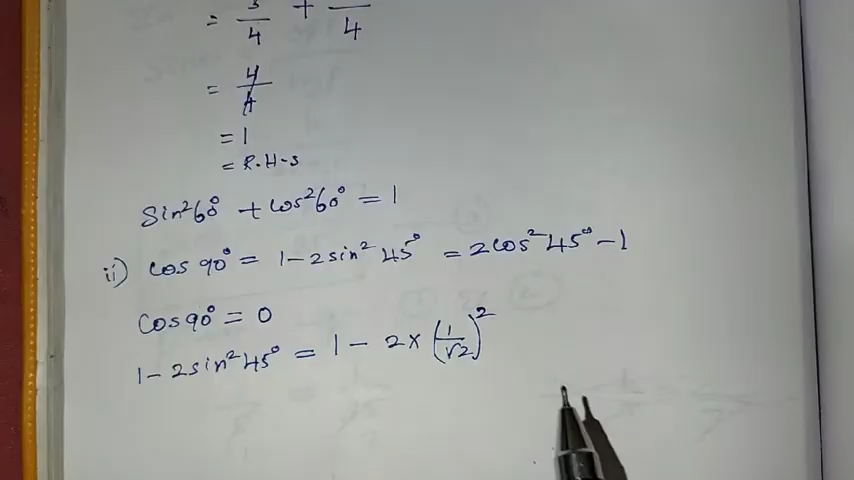 = 3/4 + /4
= 4/4
= 1
= R.H.S
Sin²60° + cos²60° = 1
ii) cos 90° = 1 - 2sin² 45° = 2cos² 45° - 1
Cos 90° = 0
1 - 2sin² 45° = 1 - 2 × (1/√2)²